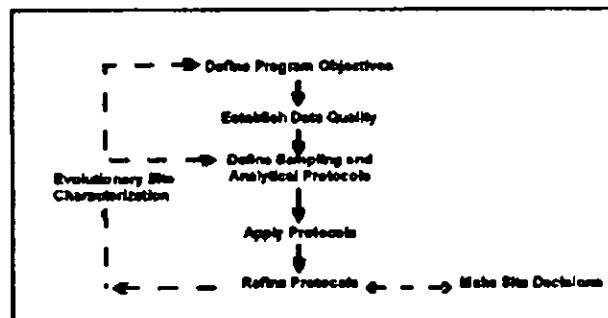 Define Program Objectives
Establish Data Quality
Define Sampling and
Analytical Protocols
Evolutionary Site
Characterization
Apply Protocols
Refine Protocols
Make Site Decisions